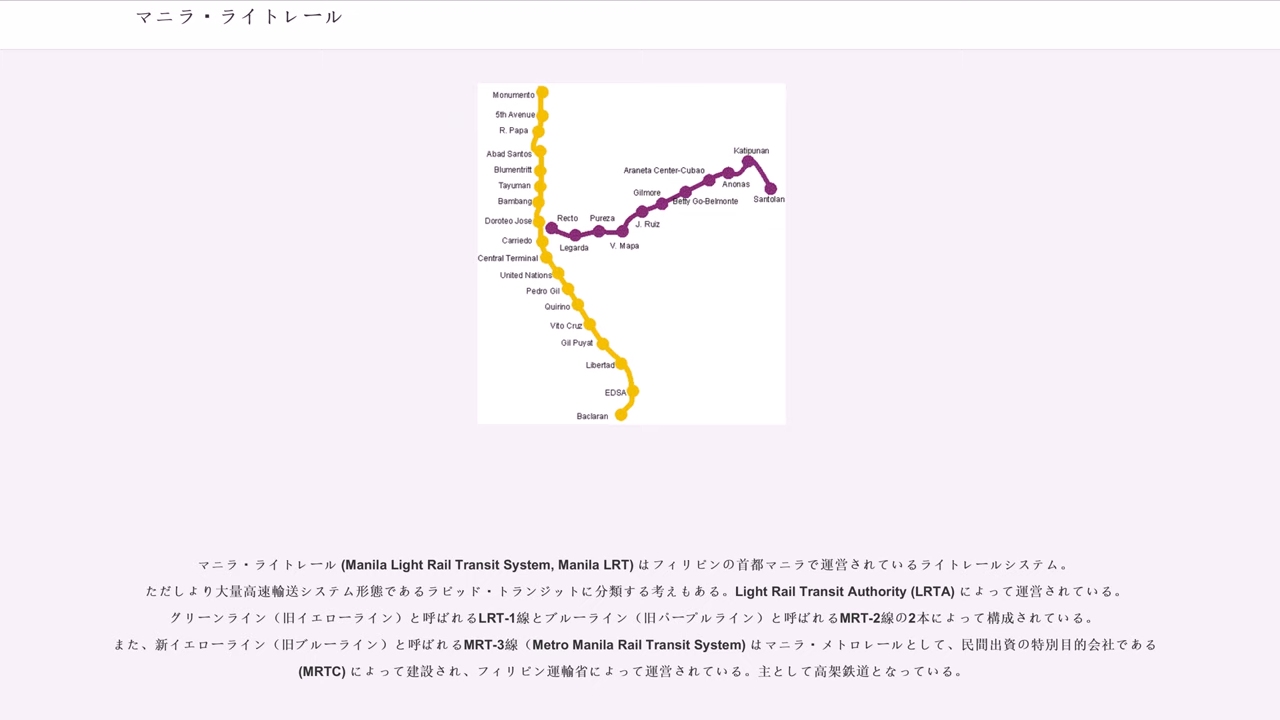 マニラ・ライトレール
Monumento
5th Avenue
R. Papa
Abad Santos
Blumentritt
Tayuman
Bambang
Doroteo Jose
Carriedo
Central Terminal
United Nations
Pedro Gil
Quirino
Vito Cruz
Gil Puyat
Libertad
EDSA
Baclaran
Recto
Legarda
Pureza
V. Mapa
J. Ruiz
Gilmore
Betty Go-Belmonte
Araneta Center-Cubao
Anonas
Katipunan
Santolan
マニラ・ライトレール (Manila Light Rail Transit System, Manila LRT) はフィリピンの首都マニラで運営されているライトレールシステム。
ただしより大量高速輸送システム形態であるラピッド・トランジットに分類する考えもある。Light Rail Transit Authority (LRTA) によって運営されている。
グリーンライン（旧イエローライン）と呼ばれるLRT-1線とブルーライン（旧パープルライン）と呼ばれるMRT-2線の2本によって構成されている。
また、新イエローライン（旧ブルーライン）と呼ばれるMRT-3線（Metro Manila Rail Transit System) はマニラ・メトロレールとして、民間出資の特別目的会社である
(MRTC) によって建設され、フィリピン運輸省によって運営されている。主として高架鉄道となっている。